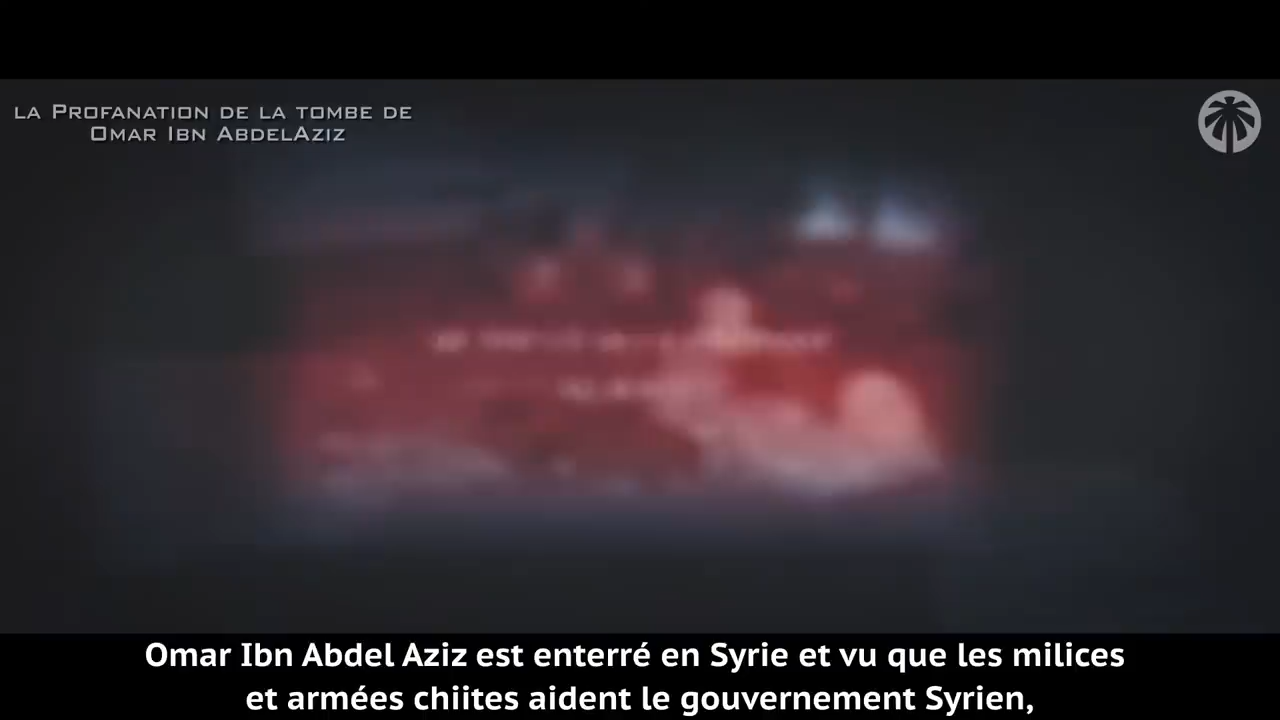 la Profanation de la tombe de
Omar Ibn AbdelAziz
Omar Ibn Abdel Aziz est enterré en Syrie et vu que les milices
et armées chiites aident le gouvernement Syrien,